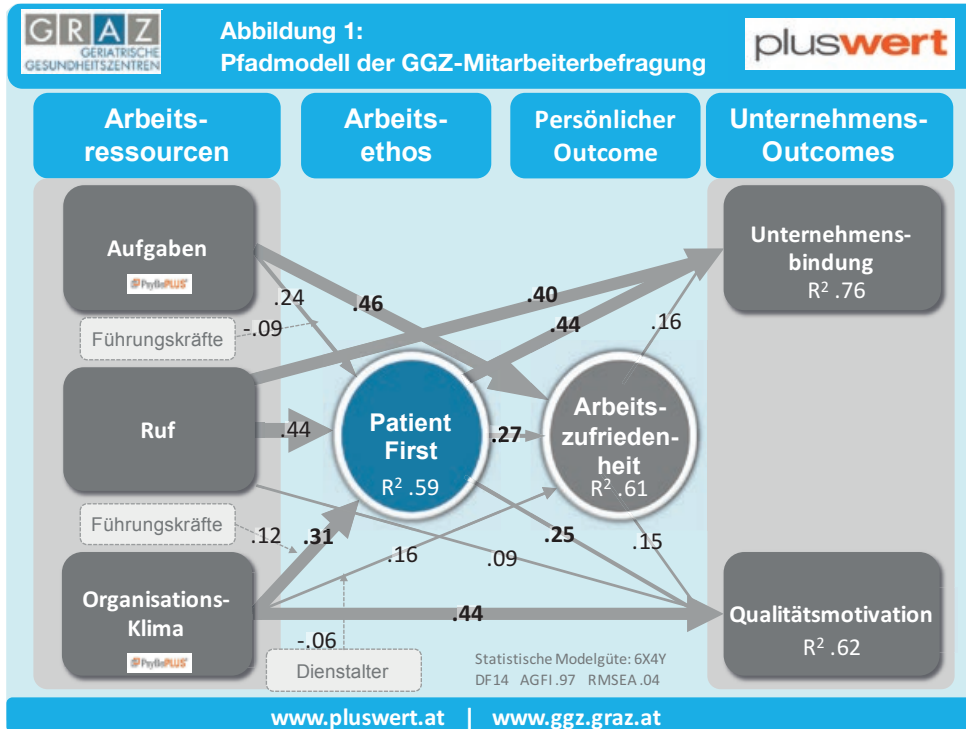 GRAZ
GERIATRISCHE
GESUNDHEITSZENTREN
Abbildung 1:
Pfadmodell der GGZ-Mitarbeiterbefragung
pluswert
Arbeits-
ressourcen
Arbeits-
ethos
Persönlicher
Outcome
Unternehmens-
Outcomes
Aufgaben
PsyBePLUS
Unternehmens-
bindung
R² .76
.24
.46
.40
.44
.16
-.09
Führungskräfte
Ruf
.44
Patient
First
R² .59
.27
Arbeits-
zufrieden-
heit
R² .61
Führungskräfte
.12
.31
.16
.09
.25
.15
Organisations-
Klima
PsyBePLUS
.44
Qualitätsmotivation
R² .62
-.06
Dienstalter
Statistische Modelgüte: 6X4Y
DF14 AGFI .97 RMSEA .04
www.pluswert.at | www.ggz.graz.at